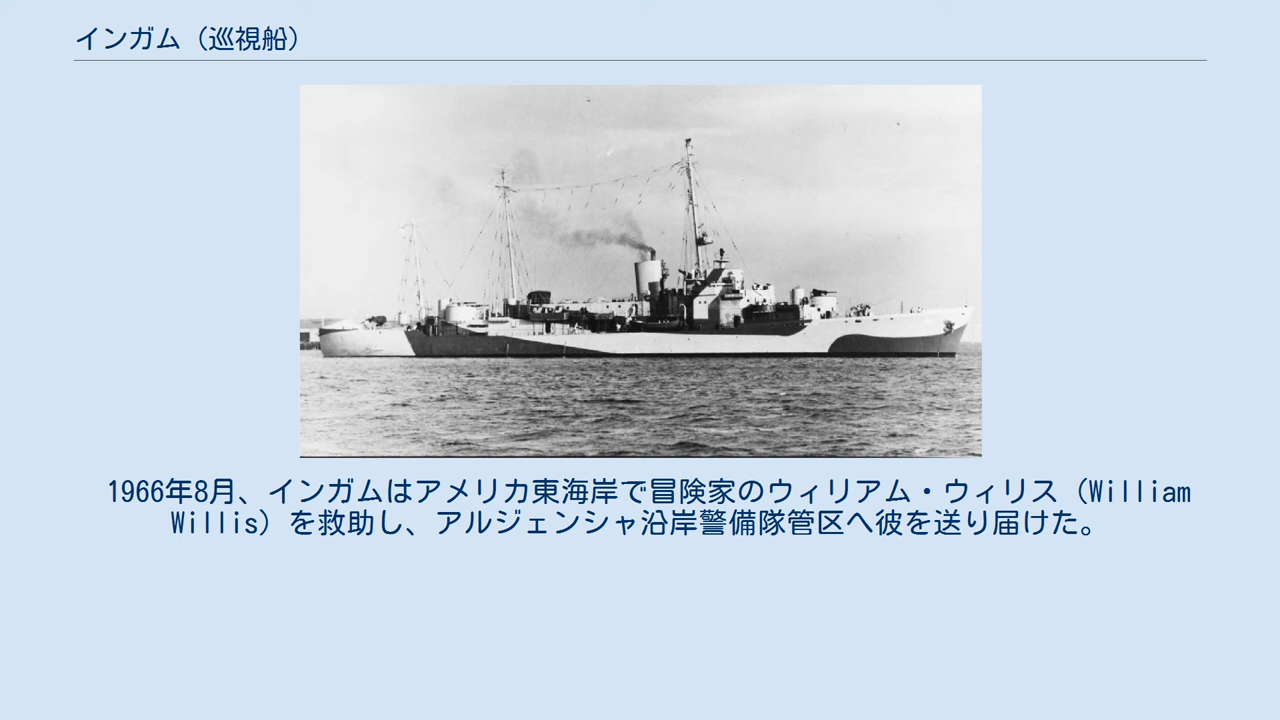 インガム（巡視船）
1966年8月、インガムはアメリカ東海岸で冒険家のウィリアム・ウィリス（William
Willis）を救助し、アルジェンシャ沿岸警備隊管区へ彼を送り届けた。